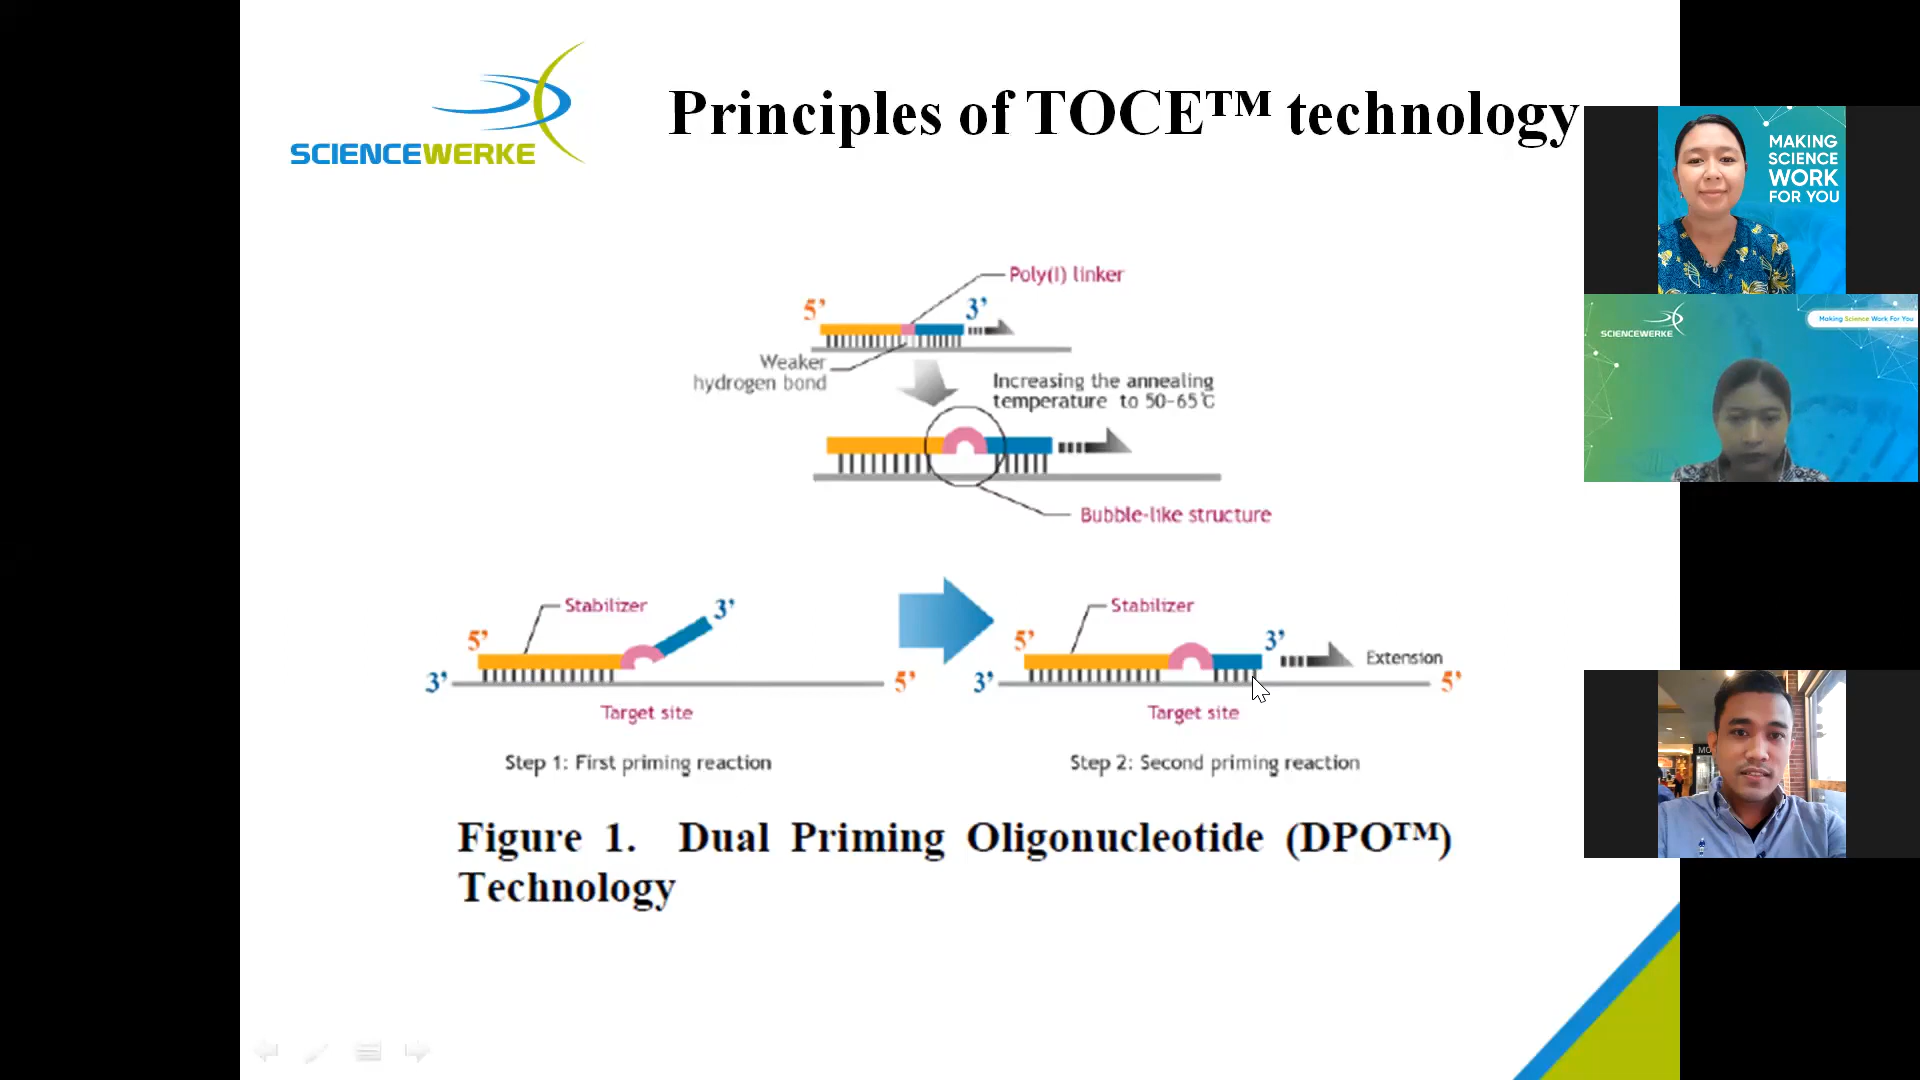 SCIENCEWERKE
Principles of TOCE™ technology
MAKING
SCIENCE
WORK
FOR YOU
SCIENCEWERKE
Making Science Work For You
Poly(I) linker
5’
3’
Weaker
hydrogen bond
Increasing the annealing
temperature to 50-65℃
Bubble-like structure
Stabilizer
3’
5’
3’
5’
Target site
Step 1: First priming reaction
Stabilizer
5’
3’
Extension
3’
5’
Target site
Step 2: Second priming reaction
MO
Figure 1. Dual Priming Oligonucleotide (DPO™)
Technology